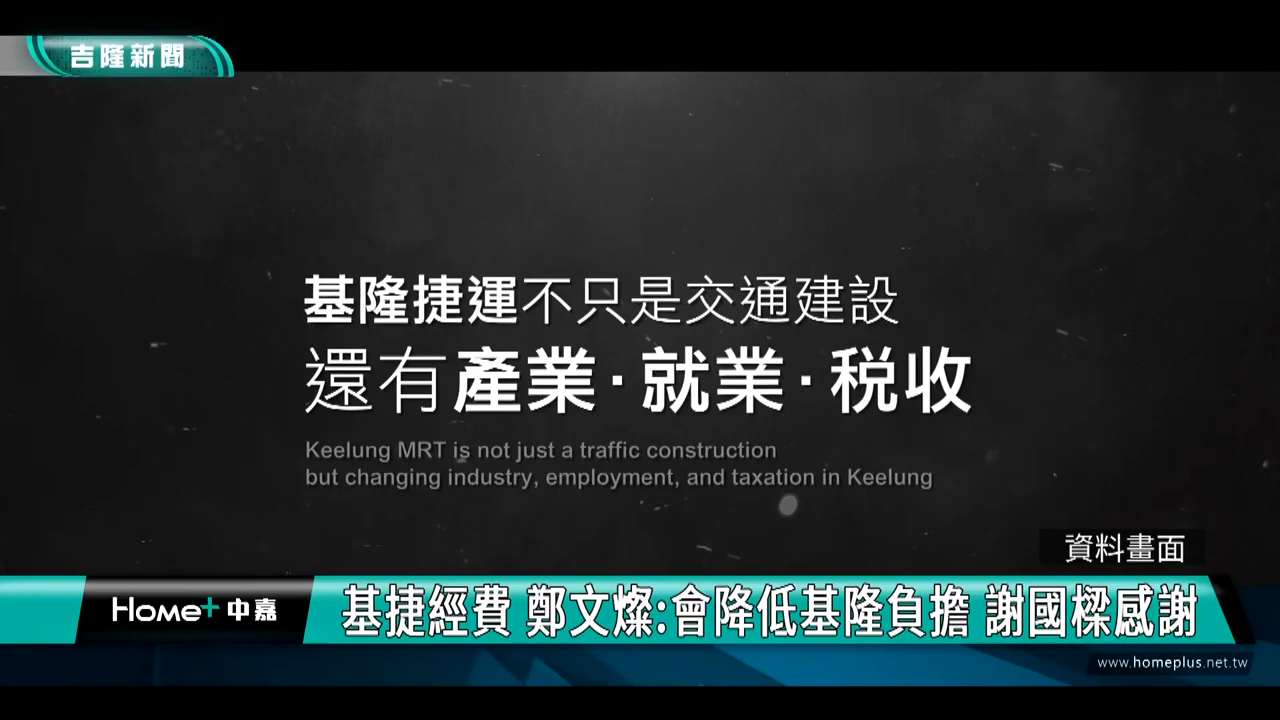 吉隆新聞
基隆捷運不只是交通建設
還有產業·就業·稅收
Keelung MRT is not just a traffic construction
but changing industry, employment, and taxation in Keelung
資料畫面
Home+中嘉
基捷經費 鄭文燦:會降低基隆負擔 謝國樑感謝
www.homeplus.net.tw